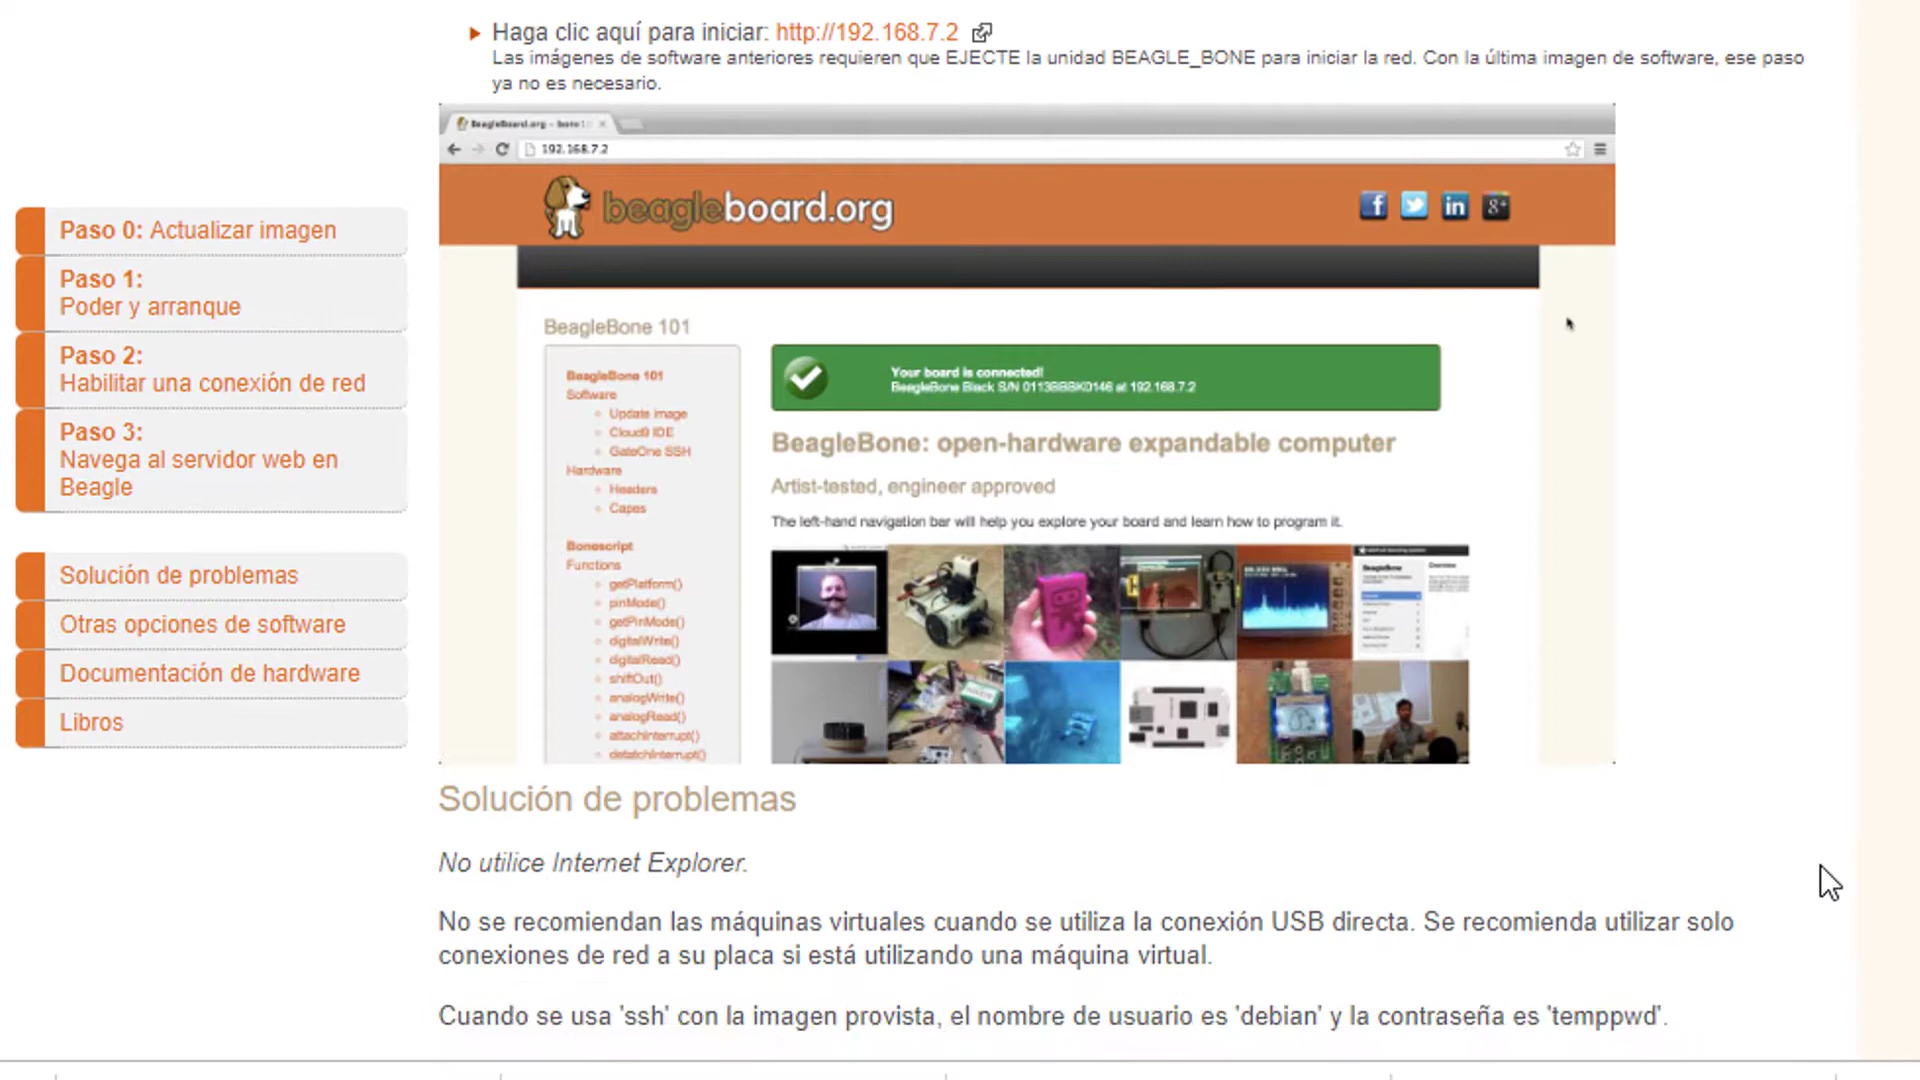 Haga clic aquí para iniciar: http://192.168.7.2
Las imágenes de software anteriores requieren que EJECTE la unidad BEAGLE_BONE para iniciar la red. Con la última imagen de software, ese paso
ya no es necesario.
Paso 0: Actualizar imagen
Paso 1:
Poder y arranque
Paso 2:
Habilitar una conexión de red
Paso 3:
Navega al servidor web en
Beagle
Solución de problemas
Otras opciones de software
Documentación de hardware
Libros
BeagleBoard.org - bone10
192.168.7.2
beagleboard.org
BeagleBone 101
BeagleBone 101
Software
Update image
Cloud9 IDE
GateOne SSH
Hardware
Headers
Capes
Bonescript
Functions
getPlatform()
pinMode()
getPinMode()
digitalWrite()
digitalRead()
shiftOut()
analogWrite()
analogRead()
attachInterrupt()
detatchInterrupt()
Your board is connected!
BeagleBone Black S/N 0113BBBK0146 at 192.168.7.2
BeagleBone: open-hardware expandable computer
Artist-tested, engineer approved
The left-hand navigation bar will help you explore your board and learn how to program it.
Solución de problemas
No utilice Internet Explorer.
No se recomiendan las máquinas virtuales cuando se utiliza la conexión USB directa. Se recomienda utilizar solo
conexiones de red a su placa si está utilizando una máquina virtual.
Cuando se usa 'ssh' con la imagen provista, el nombre de usuario es 'debian' y la contraseña es 'temppwd'.